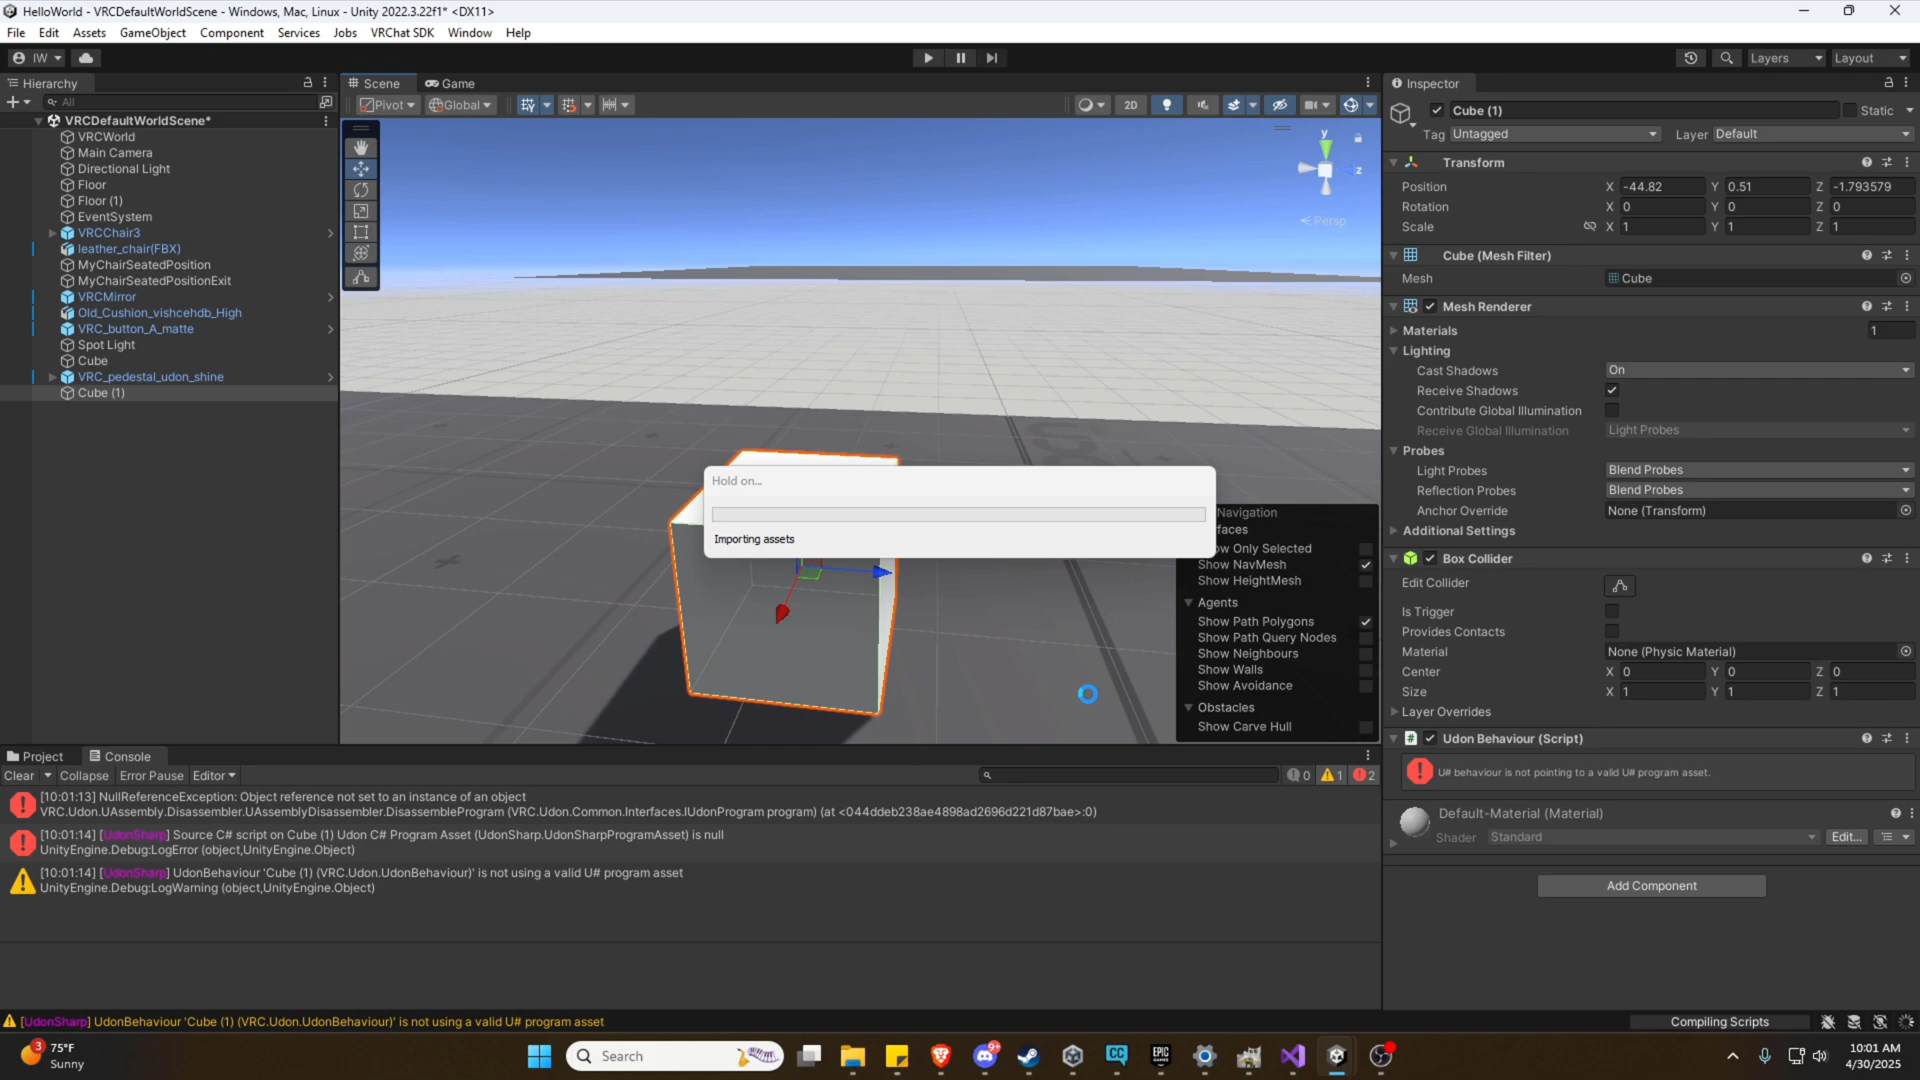 HelloWorld - VRCDefaultWorldScene - Windows, Mac, Linux - Unity 2022.3.22f1* <DX11>
File Edit Assets GameObject Component Services Jobs VRChat SDK Window Help
IW Layers Layout
Hierarchy
All
VRCDefaultWorldScene*
VRCWorld
Main Camera
Directional Light
Floor
Floor (1)
EventSystem
VRCChair3
leather_chair(FBX)
MyChairSeatedPosition
MyChairSeatedPositionExit
VRCMirror
Old_Cushion_vishcehdb_High
VRC_button_A_matte
Spot Light
Cube
VRC_pedestal_udon_shine
Cube (1)
Scene Game
Pivot Global 2D
y
z
Persp
Hold on...
Importing assets
Navigation
faces
ow Only Selected
Show NavMesh
Show HeightMesh
Agents
Show Path Polygons
Show Path Query Nodes
Show Neighbours
Show Walls
Show Avoidance
Obstacles
Show Carve Hull
Inspector
Cube (1) Static
Tag Untagged Layer Default
Transform
Position X -44.82 Y 0.51 Z -1.793579
Rotation X 0 Y 0 Z 0
Scale X 1 Y 1 Z 1
Cube (Mesh Filter)
Mesh Cube
Mesh Renderer
Materials 1
Lighting
Cast Shadows On
Receive Shadows
Contribute Global Illumination
Receive Global Illumination Light Probes
Probes
Light Probes Blend Probes
Reflection Probes Blend Probes
Anchor Override None (Transform)
Additional Settings
Box Collider
Edit Collider
Is Trigger
Provides Contacts
Material None (Physic Material)
Center X 0 Y 0 Z 0
Size X 1 Y 1 Z 1
Layer Overrides
Udon Behaviour (Script)
U# behaviour is not pointing to a valid U# program asset.
Default-Material (Material)
Shader Standard Edit...
Add Component
Project Console
Clear Collapse Error Pause Editor 0 1 2
[10:01:13] NullReferenceException: Object reference not set to an instance of an object
VRC.Udon.UAssembly.Disassembler.UAssemblyDisassembler.DisassembleProgram (VRC.Udon.Common.Interfaces.IUdonProgram program) (at <044ddeb238ae4898ad2696d221d87bae>:0)
[10:01:14] [UdonSharp] Source C# script on Cube (1) Udon C# Program Asset (UdonSharp.UdonSharpProgramAsset) is null
UnityEngine.Debug:LogError (object,UnityEngine.Object)
[10:01:14] [UdonSharp] UdonBehaviour 'Cube (1) (VRC.Udon.UdonBehaviour)' is not using a valid U# program asset
UnityEngine.Debug:LogWarning (object,UnityEngine.Object)
[UdonSharp] UdonBehaviour 'Cube (1) (VRC.Udon.UdonBehaviour)' is not using a valid U# program asset
Compiling Scripts
3
75°F
Sunny
Search
9+
CC
EPIC
GAMES
10:01 AM
4/30/2025